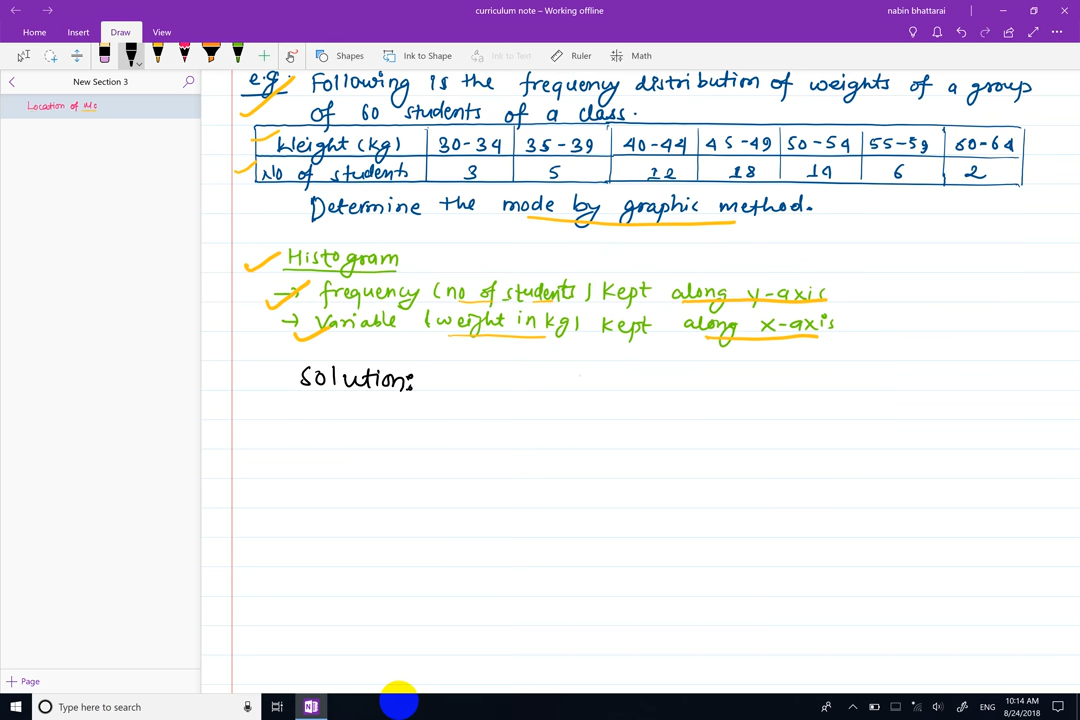 curriculum note – Working offline
nabin bhattarai
Home Insert Draw View
Shapes Ink to Shape Ink to Text Ruler Math
New Section 3
Location of Mo
e.g. Following is the frequency distribution of weights of a group
of 60 students of a class.
Weight (kg) 30-34 35-39 40-44 45-49 50-54 55-59 60-64
No of students 3 5 12 18 14 6 2
Determine the mode by graphic method.
Histogram
→ frequency (no of students) Kept along y-axis
→ Variable (weight in kg) Kept along x-axis
Solution:
+ Page
Type here to search
ENG
10:14 AM
8/24/2018